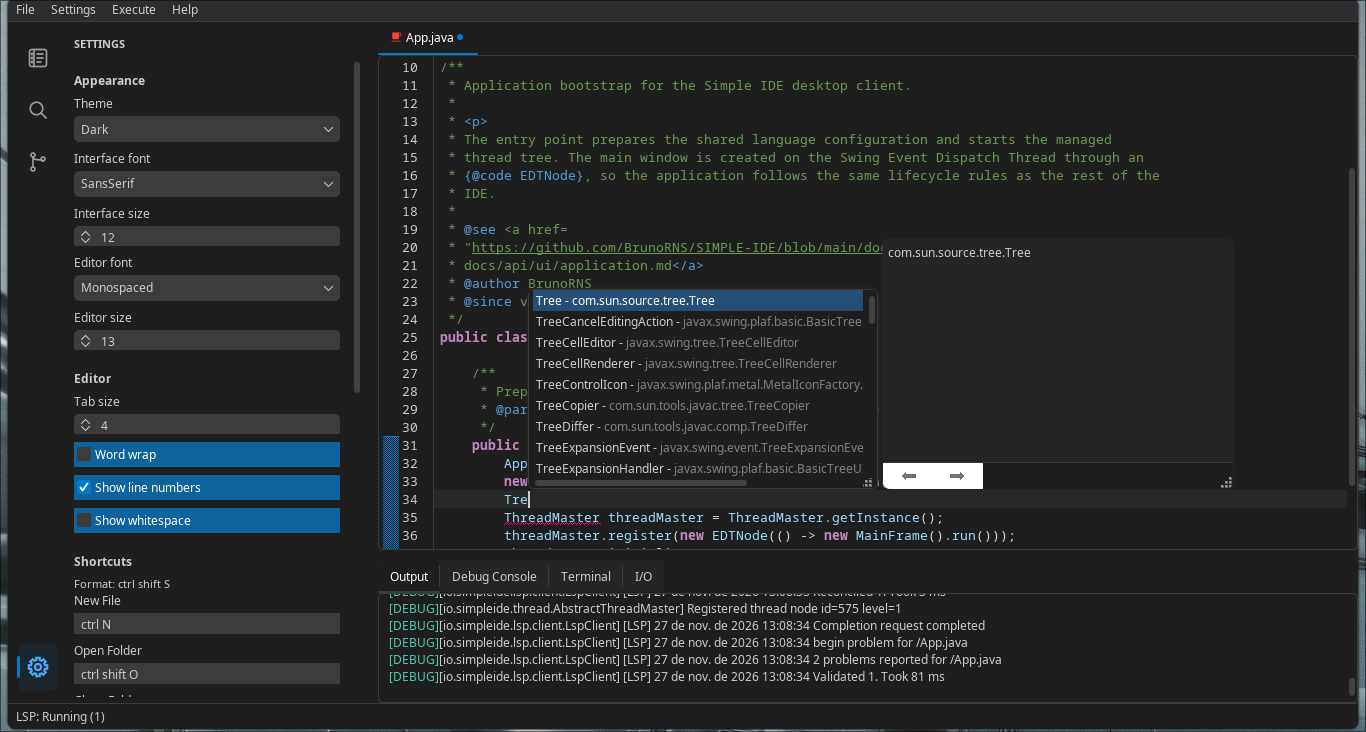 File Settings Execute Help
SETTINGS
Appearance
Theme
Dark
Interface font
SansSerif
Interface size
12
Editor font
Monospaced
Editor size
13
Editor
Tab size
4
Word wrap
Show line numbers
Show whitespace
Shortcuts
Format: ctrl shift S
New File
ctrl N
Open Folder
ctrl shift O
App.java
10 /**
11 * Application bootstrap for the Simple IDE desktop client.
12 *
13 * <p>
14 * The entry point prepares the shared language configuration and starts the managed
15 * thread tree. The main window is created on the Swing Event Dispatch Thread through an
16 * {@code EDTNode}, so the application follows the same lifecycle rules as the rest of the
17 * IDE.
18 *
19 * @see <a href=
20 * "https://github.com/BrunoRNS/SIMPLE-IDE/blob/main/do
21 * docs/api/ui/application.md</a>
22 * @author BrunoRNS
23 * @since v
24 */
25 public clas
26
27 /**
28 * Prep
29 * @par
30 */
31 public
32 App
33 new
34 Tre
35 ThreadMaster threadMaster = ThreadMaster.getInstance();
36 threadMaster.register(new EDTNode(() -> new MainFrame().run()));
Tree - com.sun.source.tree.Tree
TreeCancelEditingAction - javax.swing.plaf.basic.BasicTree
TreeCellEditor - javax.swing.tree.TreeCellEditor
TreeCellRenderer - javax.swing.tree.TreeCellRenderer
TreeControlIcon - javax.swing.plaf.metal.MetalIconFactory.
TreeCopier - com.sun.tools.javac.tree.TreeCopier
TreeDiffer - com.sun.tools.javac.comp.TreeDiffer
TreeExpansionEvent - javax.swing.event.TreeExpansionEve
TreeExpansionHandler - javax.swing.plaf.basic.BasicTreeU
com.sun.source.tree.Tree
Output Debug Console Terminal I/O
[DEBUG][io.simpleide.thread.AbstractThreadMaster] Registered thread node id=575 level=1
[DEBUG][io.simpleide.lsp.client.LspClient] [LSP] 27 de nov. de 2026 13:08:34 Completion request completed
[DEBUG][io.simpleide.lsp.client.LspClient] [LSP] 27 de nov. de 2026 13:08:34 begin problem for /App.java
[DEBUG][io.simpleide.lsp.client.LspClient] [LSP] 27 de nov. de 2026 13:08:34 2 problems reported for /App.java
[DEBUG][io.simpleide.lsp.client.LspClient] [LSP] 27 de nov. de 2026 13:08:34 Validated 1. Took 81 ms
LSP: Running (1)